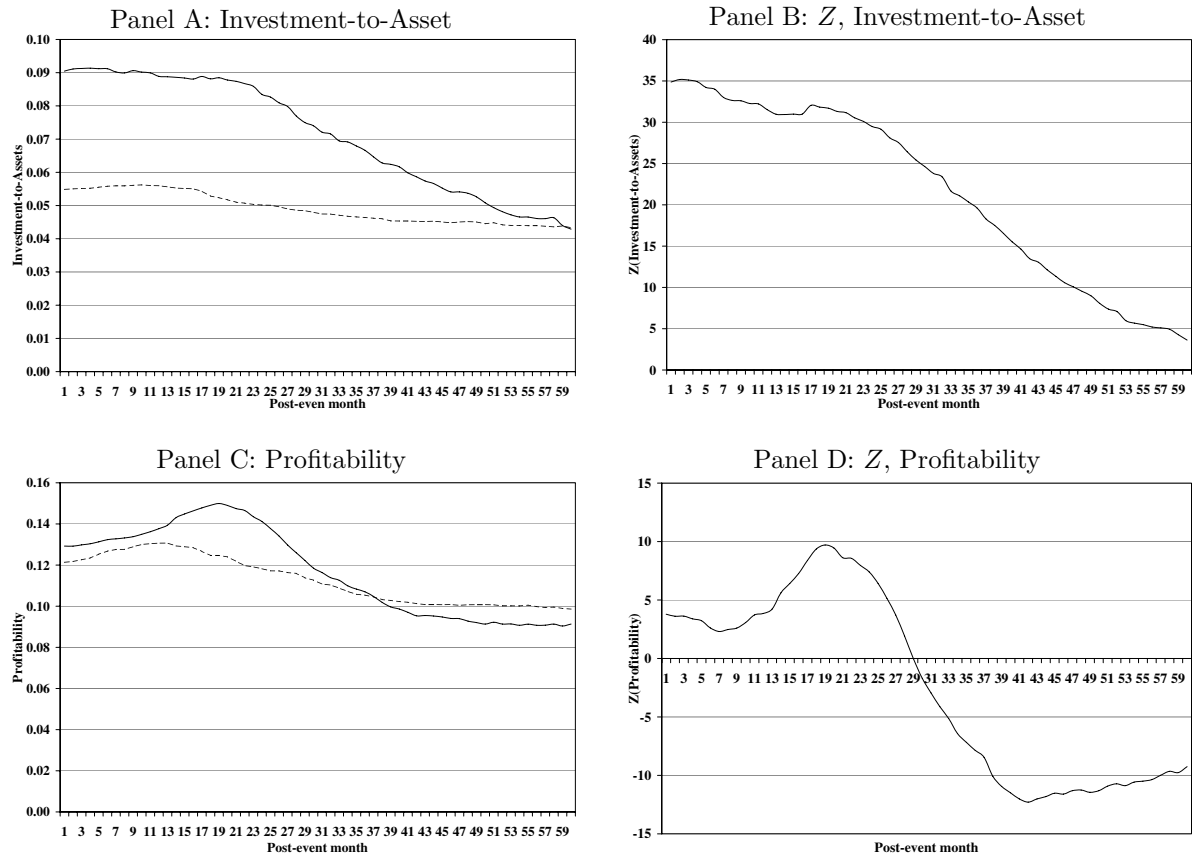 Panel A: Investment-to-Asset
0.10
0.09
0.08
0.07
0.06
0.05
0.04
0.03
0.02
0.01
0.00
Investment-to-Assets
1 3 5 7 9 11 13 15 17 19 21 23 25 27 29 31 33 35 37 39 41 43 45 47 49 51 53 55 57 59
Post-even month
Panel B: Z, Investment-to-Asset
40
35
30
25
20
15
10
5
0
Z(Investment-to-Assets)
1 3 5 7 9 11 13 15 17 19 21 23 25 27 29 31 33 35 37 39 41 43 45 47 49 51 53 55 57 59
Post-event month
Panel C: Profitability
0.16
0.14
0.12
0.10
0.08
0.06
0.04
0.02
0.00
Profitability
1 3 5 7 9 11 13 15 17 19 21 23 25 27 29 31 33 35 37 39 41 43 45 47 49 51 53 55 57 59
Post-event month
Panel D: Z, Profitability
15
10
5
0
-5
-10
-15
Z(Profitability)
1 3 5 7 9 11 13 15 17 19 21 23 25 27 29 31 33 35 37 39 41 43 45 47 49 51 53 55 57 59
Post-event month